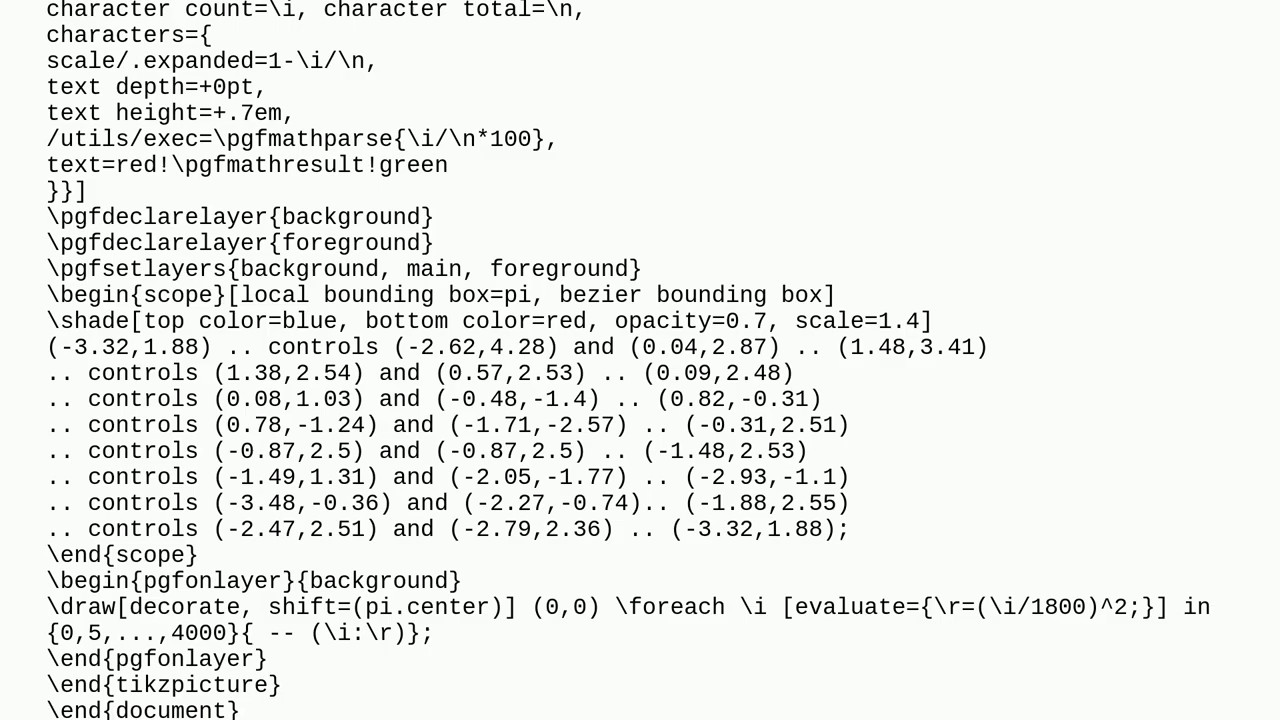 character count=\i, character total=\n,
characters={
scale/.expanded=1-\i/\n,
text depth=+0pt,
text height=+.7em,
/utils/exec=\pgfmathparse{\i/\n*100},
text=red!\pgfmathresult!green
}}]
\pgfdeclarelayer{background}
\pgfdeclarelayer{foreground}
\pgfsetlayers{background, main, foreground}
\begin{scope}[local bounding box=pi, bezier bounding box]
\shade[top color=blue, bottom color=red, opacity=0.7, scale=1.4]
(-3.32,1.88) .. controls (-2.62,4.28) and (0.04,2.87) .. (1.48,3.41)
.. controls (1.38,2.54) and (0.57,2.53) .. (0.09,2.48)
.. controls (0.08,1.03) and (-0.48,-1.4) .. (0.82,-0.31)
.. controls (0.78,-1.24) and (-1.71,-2.57) .. (-0.31,2.51)
.. controls (-0.87,2.5) and (-0.87,2.5) .. (-1.48,2.53)
.. controls (-1.49,1.31) and (-2.05,-1.77) .. (-2.93,-1.1)
.. controls (-3.48,-0.36) and (-2.27,-0.74).. (-1.88,2.55)
.. controls (-2.47,2.51) and (-2.79,2.36) .. (-3.32,1.88);
\end{scope}
\begin{pgfonlayer}{background}
\draw[decorate, shift=(pi.center)] (0,0) \foreach \i [evaluate={\r=(\i/1800)^2;}] in
{0,5,...,4000}{ -- (\i:\r)};
\end{pgfonlayer}
\end{tikzpicture}
\end{document}